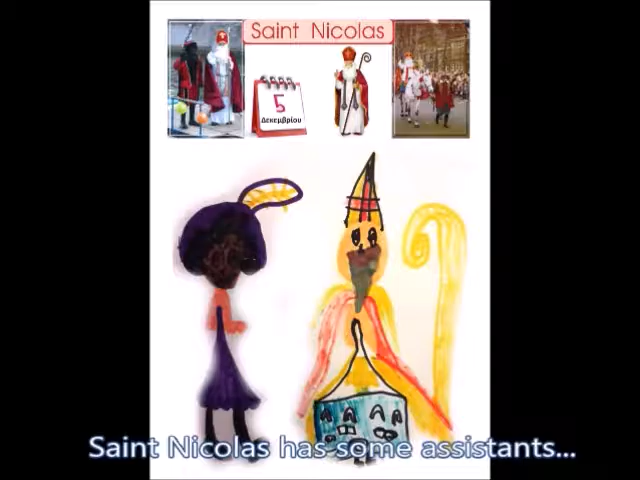 Saint Nicolas
5
Δεκεμβρίου
Saint Nicolas has some assistants...